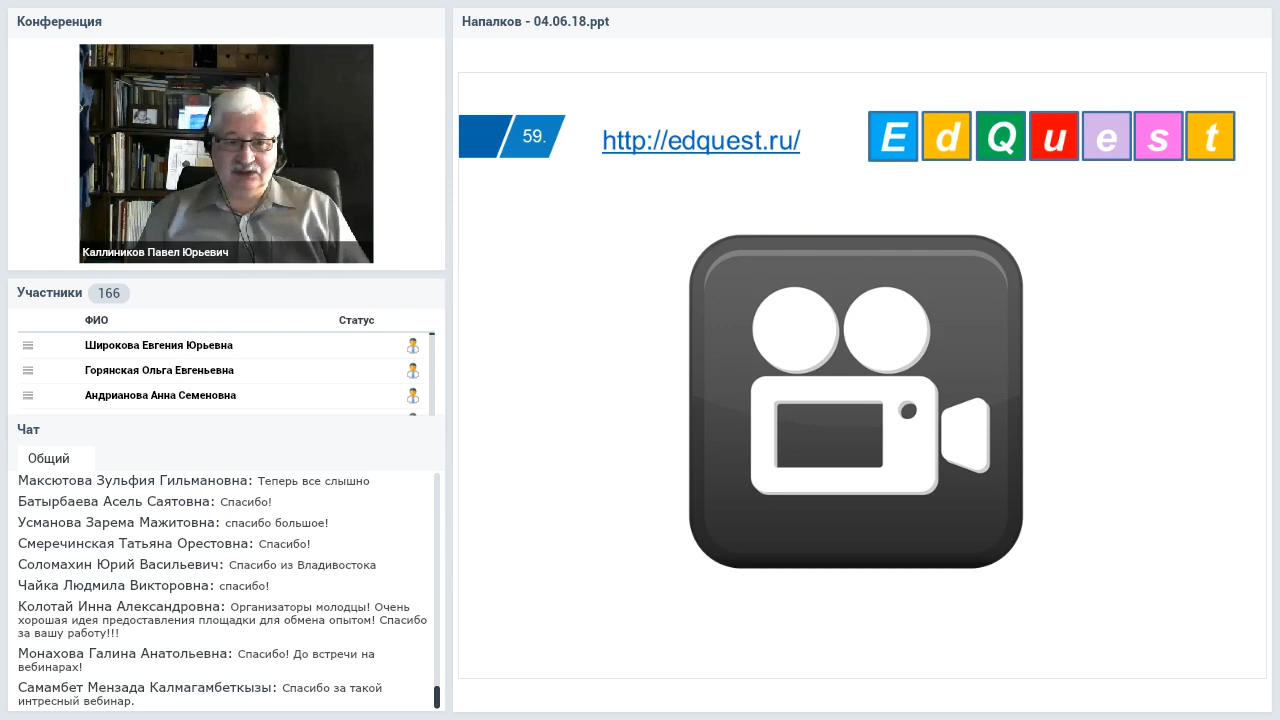 Конференция
Каллиников Павел Юрьевич
Участники 166
ФИО Статус
Широкова Евгения Юрьевна
Горянская Ольга Евгеньевна
Андрианова Анна Семеновна
Чат
Общий
Максютова Зульфия Гильмановна: Теперь все слышно
Батырбаева Асель Саятовна: Спасибо!
Усманова Зарема Мажитовна: спасибо большое!
Смеречинская Татьяна Орестовна: Спасибо!
Соломахин Юрий Васильевич: Спасибо из Владивостока
Чайка Людмила Викторовна: спасибо!
Колотай Инна Александровна: Организаторы молодцы! Очень
хорошая идея предоставления площадки для обмена опытом! Спасибо
за вашу работу!!!
Монахова Галина Анатольевна: Спасибо! До встречи на
вебинарах!
Самамбет Мензада Калмагамбеткызы: Спасибо за такой
интресный вебинар.
Напалков - 04.06.18.ppt
59. http://edquest.ru/ EdQuest